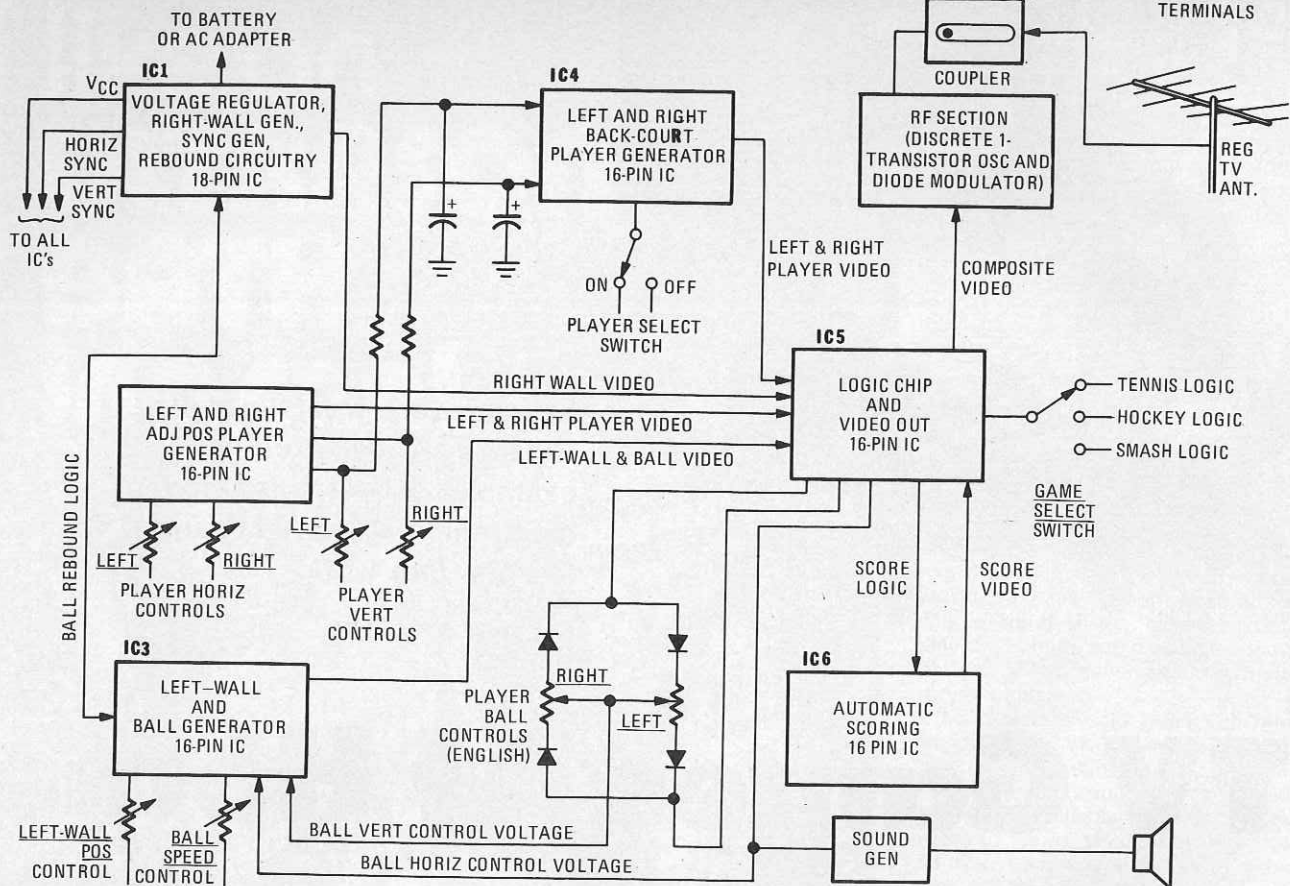 TO BATTERY
OR AC ADAPTER
IC1
VCC
VOLTAGE REGULATOR,
RIGHT-WALL GEN.,
SYNC GEN,
REBOUND CIRCUITRY
18-PIN IC
HORIZ
SYNC
VERT
SYNC
TO ALL
IC's
IC4
LEFT AND RIGHT
BACK-COURT
PLAYER GENERATOR
16-PIN IC
+
+
ON
OFF
PLAYER SELECT
SWITCH
TERMINALS
COUPLER
RF SECTION
(DISCRETE 1-
TRANSISTOR OSC AND
DIODE MODULATOR)
REG
TV
ANT.
LEFT & RIGHT
PLAYER VIDEO
COMPOSITE
VIDEO
BALL REBOUND LOGIC
LEFT AND RIGHT
ADJ POS PLAYER
GENERATOR
16-PIN IC
RIGHT WALL VIDEO
LEFT & RIGHT PLAYER VIDEO
LEFT-WALL & BALL VIDEO
IC5
LOGIC CHIP
AND
VIDEO OUT
16-PIN IC
TENNIS LOGIC
HOCKEY LOGIC
SMASH LOGIC
GAME
SELECT
SWITCH
LEFT
RIGHT
PLAYER HORIZ
CONTROLS
LEFT
RIGHT
PLAYER
VERT
CONTROLS
SCORE
LOGIC
SCORE
VIDEO
IC3
LEFT–WALL
AND
BALL GENERATOR
16-PIN IC
RIGHT
PLAYER
BALL
CONTROLS
(ENGLISH)
LEFT
IC6
AUTOMATIC
SCORING
16 PIN IC
LEFT-WALL
POS
CONTROL
BALL
SPEED
CONTROL
BALL VERT CONTROL VOLTAGE
BALL HORIZ CONTROL VOLTAGE
SOUND
GEN